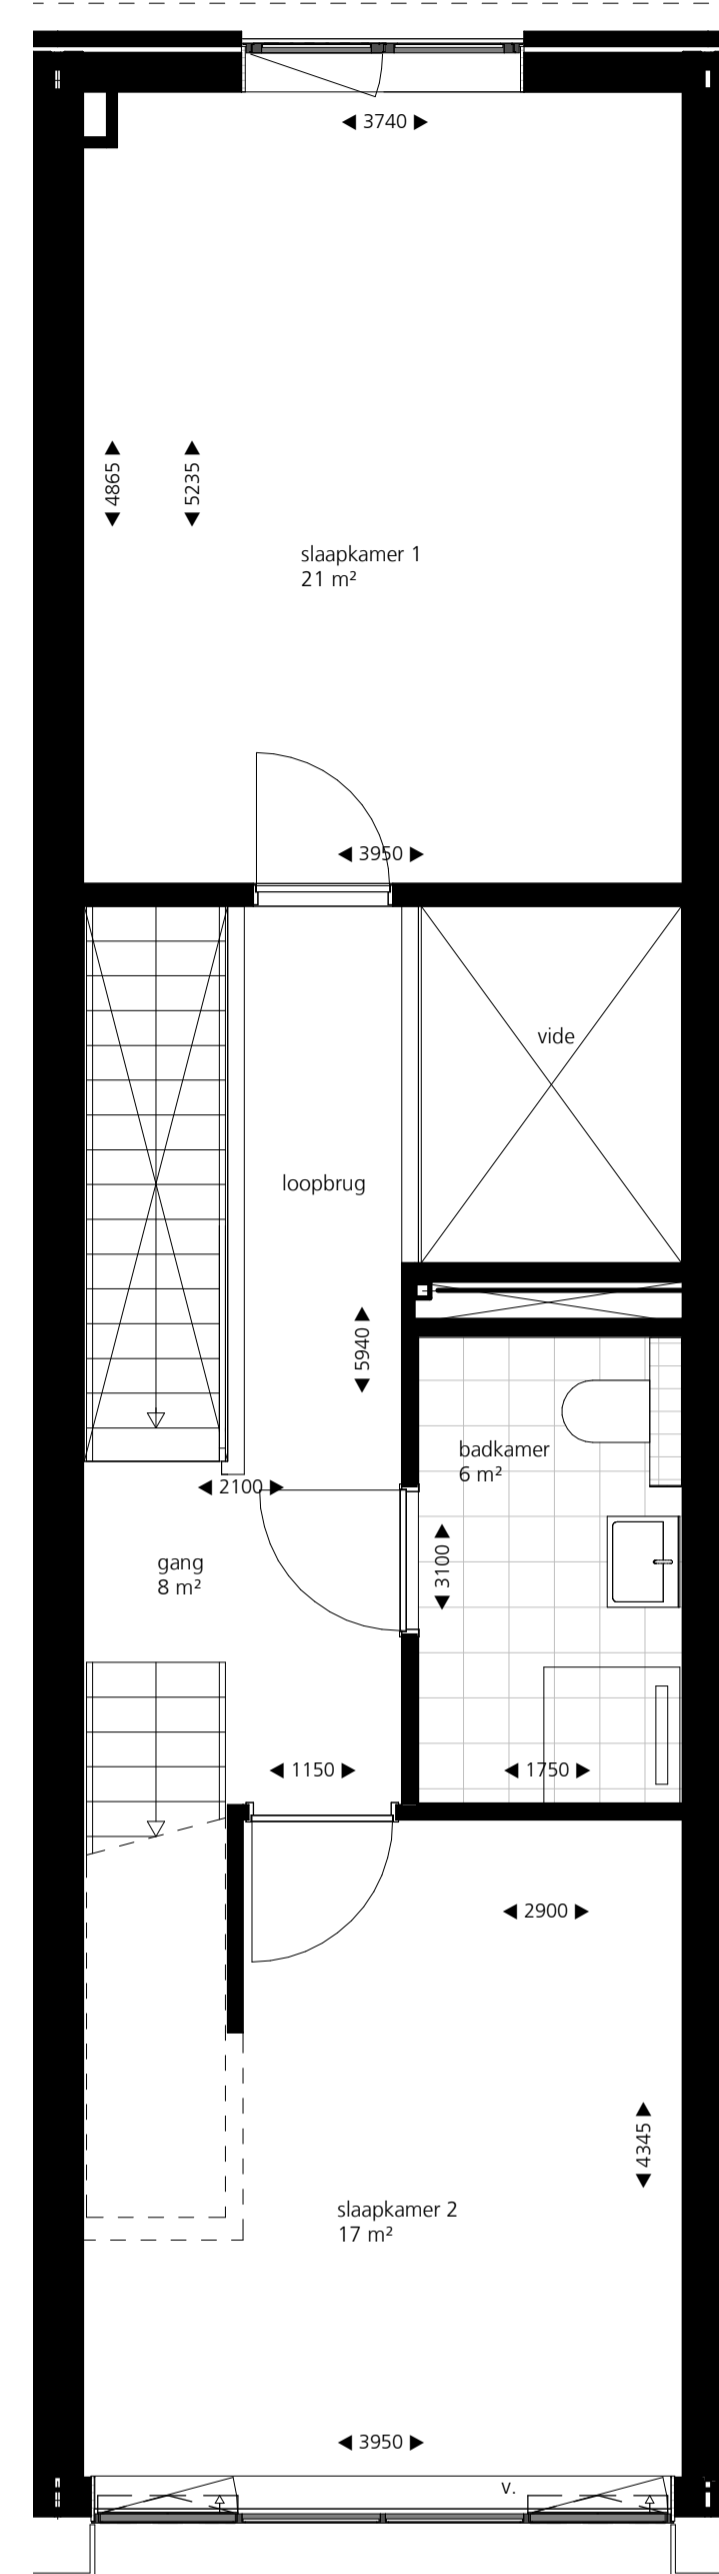 3740
4865
5235
slaapkamer 1
21 m²
3950
vide
loopbrug
5940
badkamer
6 m²
2100
3100
gang
8 m²
1150
1750
2900
4345
slaapkamer 2
17 m²
3950
v.